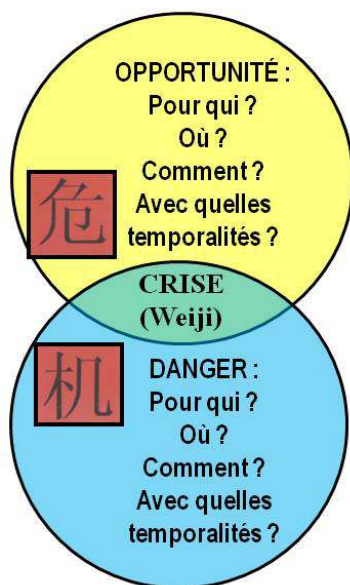 OPPORTUNITÉ :
Pour qui ?
Où ?
Comment ?
Avec quelles
temporalités ?
危
CRISE
(Weiji)
机
DANGER :
Pour qui ?
Où ?
Comment ?
Avec quelles
temporalités ?